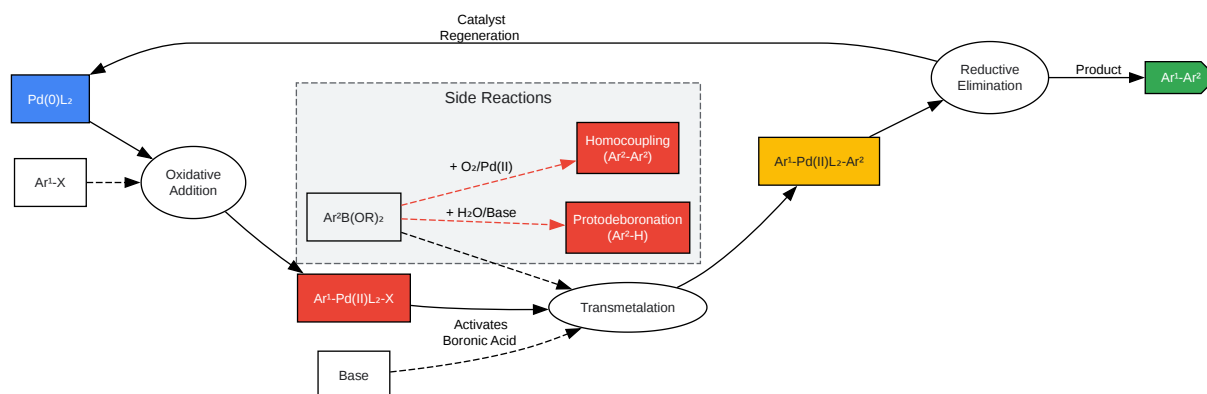 Catalyst
Regeneration
Pd(0)L₂
Ar¹-X
Oxidative
Addition
Side Reactions
Homocoupling
(Ar²-Ar²)
+ O₂/Pd(II)
Ar²B(OR)₂
+ H₂O/Base
Protodeboronation
(Ar²-H)
Ar¹-Pd(II)L₂-X
Activates
Boronic Acid
Base
Transmetalation
Ar¹-Pd(II)L₂-Ar²
Reductive
Elimination
Product
Ar¹-Ar²